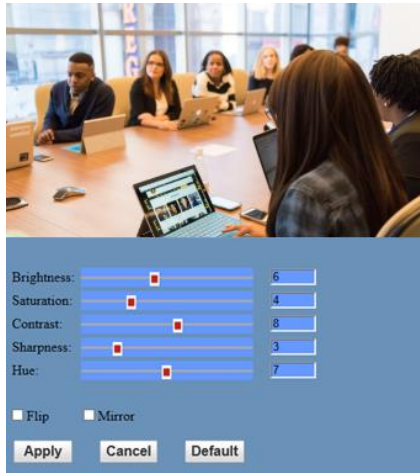 Brightness: 6
Saturation: 4
Contrast: 8
Sharpness: 3
Hue: 7
Flip Mirror
Apply Cancel Default